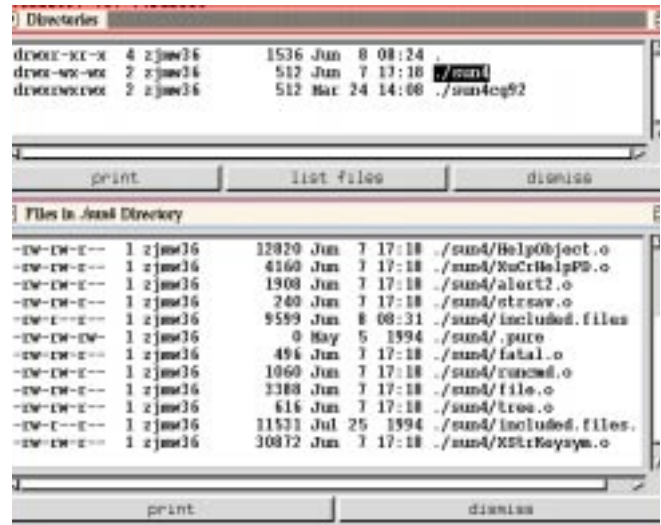 Directories
drwxr-xr-x 4 zjmw36 1536 Jun 8 08:24 .
drwx-wx-wx 2 zjmw36 512 Jun 7 17:18 ./sun4
drwxrwxrwx 2 zjmw36 512 Mar 24 14:08 ./sun4cq92
print list files dismiss
Files in ./sun4 Directory
-rw-rw-r-- 1 zjmw36 12820 Jun 7 17:18 ./sun4/HelpObject.o
-rw-rw-r-- 1 zjmw36 4160 Jun 7 17:18 ./sun4/XuCrHelpPD.o
-rw-rw-r-- 1 zjmw36 1908 Jun 7 17:18 ./sun4/alert2.o
-rw-rw-r-- 1 zjmw36 240 Jun 7 17:18 ./sun4/strsav.o
-rw-r--r-- 1 zjmw36 9599 Jun 8 08:31 ./sun4/included.files
-rw-rw-rw- 1 zjmw36 0 May 5 1994 ./sun4/.pure
-rw-rw-r-- 1 zjmw36 496 Jun 7 17:18 ./sun4/fatal.o
-rw-rw-r-- 1 zjmw36 1060 Jun 7 17:18 ./sun4/runcmd.o
-rw-rw-r-- 1 zjmw36 3388 Jun 7 17:18 ./sun4/file.o
-rw-rw-r-- 1 zjmw36 616 Jun 7 17:18 ./sun4/tree.o
-rw-r--r-- 1 zjmw36 11531 Jul 25 1994 ./sun4/included.files.
-rw-rw-r-- 1 zjmw36 30872 Jun 7 17:18 ./sun4/XStrKeysym.o
print dismiss